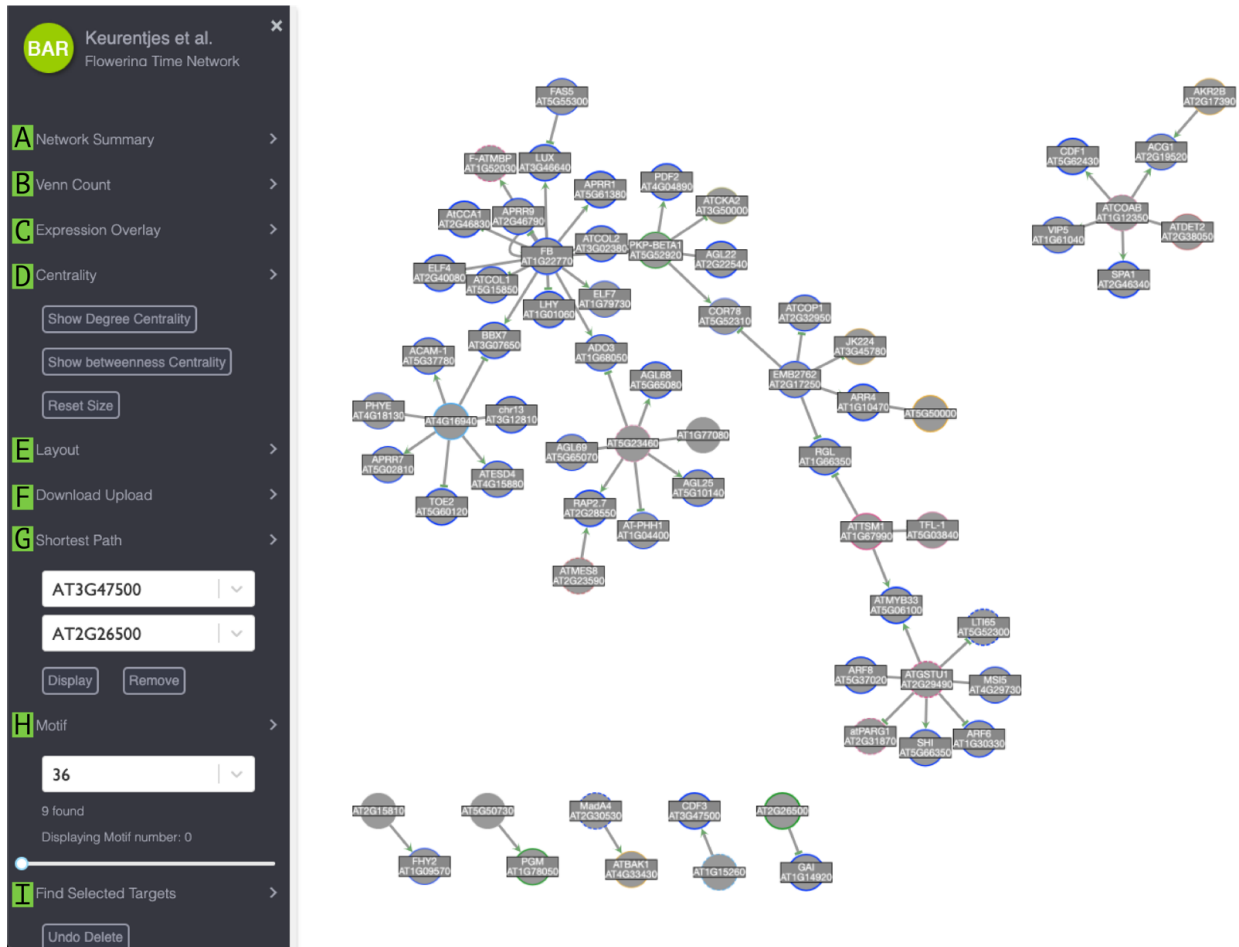 BAR
Keurentjes et al.
Flowering Time Network
×
A Network Summary
B Venn Count
C Expression Overlay
D Centrality
Show Degree Centrality
Show betweenness Centrality
Reset Size
E Layout
F Download Upload
G Shortest Path
AT3G47500
AT2G26500
Display
Remove
H Motif
36
9 found
Displaying Motif number: 0
I Find Selected Targets
Undo Delete
FAS5
AT5G55300
F-ATMBP
AT1G52030
LUX
AT3G46640
APRR1
AT5G61380
PDF2
AT4G04890
ATCKA2
AT3G50000
AtCCA1
AT2G46830
APRR9
AT2G46790
ATCOL2
AT3G02380
PKP-BETA1
AT5G52920
AGL22
AT2G22540
FB
AT1G22770
ELF4
AT2G40080
ATCOL1
AT5G15850
ELF7
AT1G79730
LHY
AT1G01060
COR78
AT5G52310
ATCOP1
AT2G32950
BBX7
AT3G07650
ADO3
AT1G68050
JK224
AT3G45780
ACAM-1
AT5G37780
AGL68
AT5G65080
EMB2762
AT2G17250
ARR4
AT1G10470
AT5G50000
PHYE
AT4G18130
AT4G16940
chr13
AT3G12810
AT5G23460
AT1G77080
AGL69
AT5G65070
RGL
AT1G66350
APRR7
AT5G02810
ATESD4
AT4G15880
AGL25
AT5G10140
TOE2
AT5G60120
RAP2.7
AT2G28550
AT-PHH1
AT1G04400
ATTSM1
AT1G67990
TFL-1
AT5G03840
ATMES8
AT2G23590
ATMYB33
AT5G06100
LTI65
AT5G52300
ARF8
AT5G37020
ATGSTU1
AT2G29490
MSI5
AT4G29730
atPARG1
AT2G31870
SHI
AT5G66350
ARF6
AT1G30330
AKR2B
AT2G17390
CDF1
AT5G62430
ACG1
AT2G19520
ATCOAB
AT1G12350
VIP5
AT1G61040
ATDET2
AT2G38050
SPA1
AT2G46340
AT2G15810
FHY2
AT1G09570
AT5G50730
PGM
AT1G78050
MadA4
AT2G30530
ATBAK1
AT4G33430
CDF3
AT3G47500
AT1G15260
AT2G26500
GAI
AT1G14920